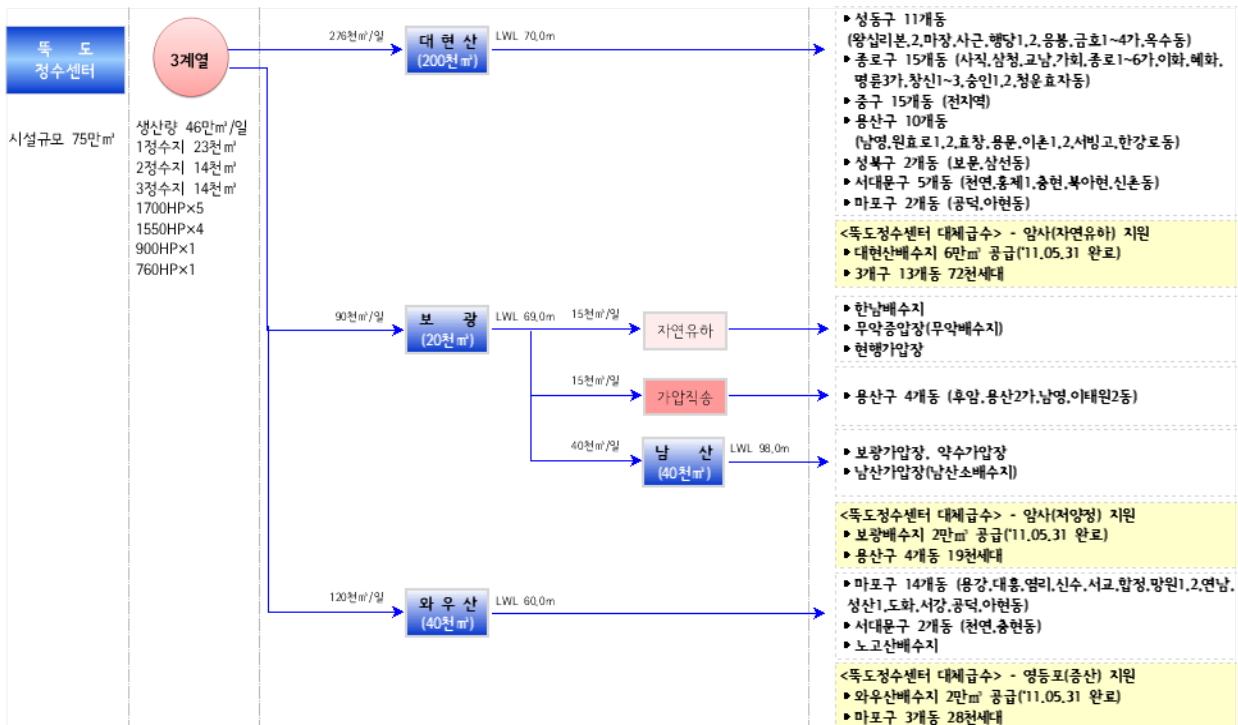 뚝 도
정수센터
시설규모 75만㎥
3계열
생산량 46만㎥/일
1정수지 23천㎥
2정수지 14천㎥
3정수지 14천㎥
1700HP×5
1550HP×4
900HP×1
760HP×1
276천㎥/일
대 현 산
(200천㎥)
LWL 70.0m
▸ 성동구 11개동
(왕십리본,2,마장,사근,행당1,2,응봉,금호1~4가,옥수동)
▸ 종로구 15개동 (사직,삼청,교남,가회,종로1~6가,이화,혜화,
명륜3가,창신1~3,숭인1,2,청운효자동)
▸ 중구 15개동 (전지역)
▸ 용산구 10개동
(남영,원효로1,2,효창,용문,이촌1,2,서빙고,한강로동)
▸ 성북구 2개동 (보문,삼선동)
▸ 서대문구 5개동 (천연,홍제1,충현,북아현,신촌동)
▸ 마포구 2개동 (공덕,아현동)
<뚝도정수센터 대체급수> - 암사(자연유하) 지원
▸ 대현산배수지 6만㎥ 공급('11.05.31 완료)
▸ 3개구 13개동 72천세대
90천㎥/일
보 광
(20천㎥)
LWL 69.0m
15천㎥/일
자연유하
▸ 한남배수지
▸ 무악증압장(무악배수지)
▸ 현행가압장
15천㎥/일
가압직송
▸ 용산구 4개동 (후암,용산2가,남영,이태원2동)
40천㎥/일
남 산
(40천㎥)
LWL 98.0m
▸ 보광가압장, 약수가압장
▸ 남산가압장(남산소배수지)
<뚝도정수센터 대체급수> - 암사(저양정) 지원
▸ 보광배수지 2만㎥ 공급('11.05.31 완료)
▸ 용산구 4개동 19천세대
120천㎥/일
와 우 산
(40천㎥)
LWL 60.0m
▸ 마포구 14개동 (용강,대흥,염리,신수,서교,합정,망원1,2,연남,
성산1,도화,서강,공덕,아현동)
▸ 서대문구 2개동 (천연,충현동)
▸ 노고산배수지
<뚝도정수센터 대체급수> - 영등포(증산) 지원
▸ 와우산배수지 2만㎥ 공급('11.05.31 완료)
▸ 마포구 3개동 28천세대